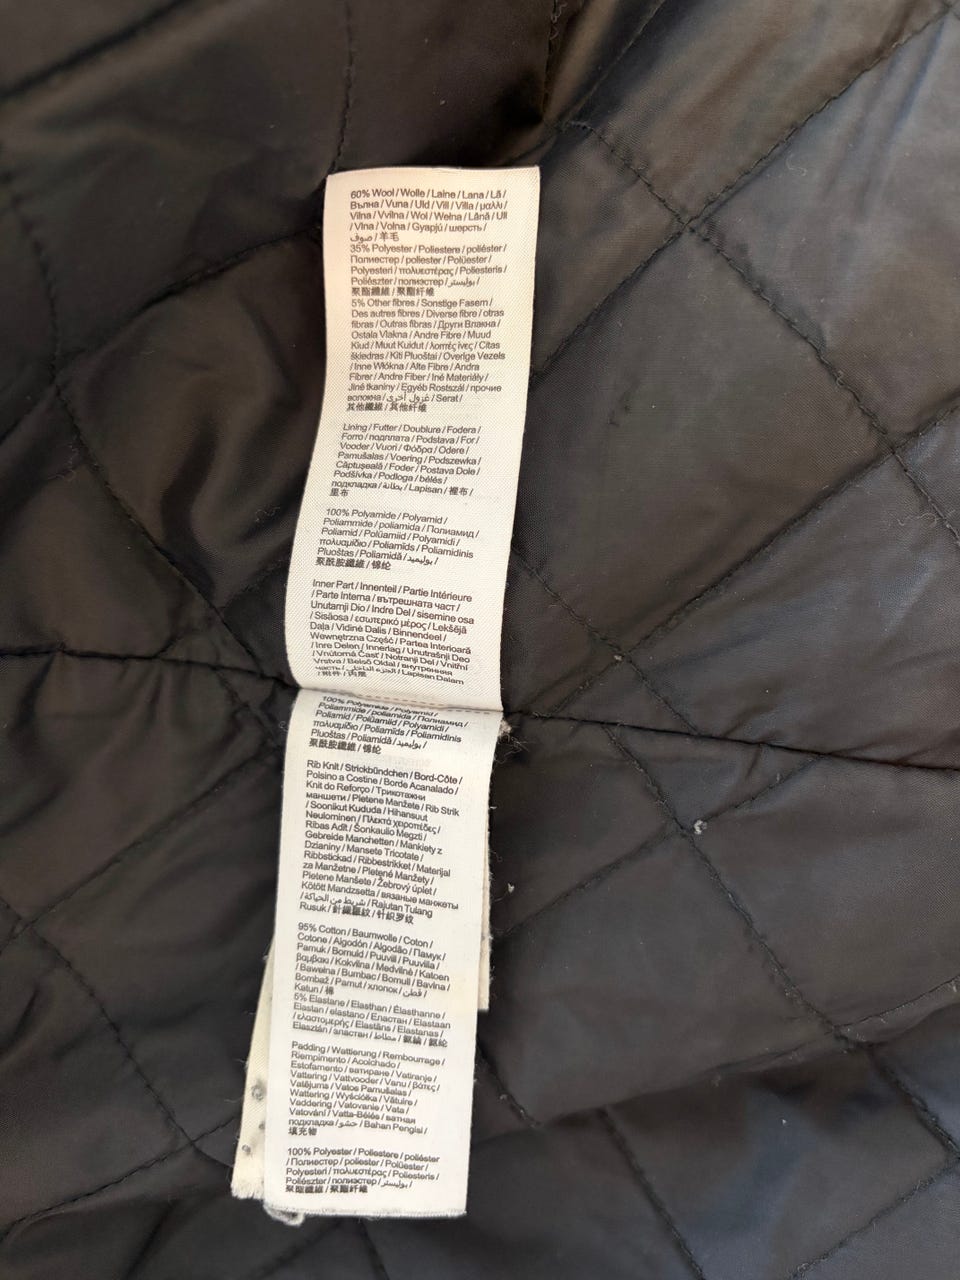 60% Wool / Wolle / Laine / Lana / Lã /
Вълна / Vuna / Uld / Vill / Villa / μαλλί /
Vilna / Vvilna / Wol / Wełna / Lână / Ull
/ Vlna / Volna / Gyapjú / шерсть /
صوف / 羊毛
35% Polyester / Poliestere / poliéster /
Полиестер / poliester / Polüester /
Polyesteri / πολυεστέρας / Poliesteris /
Poliészter / полиэстер / بوليستر /
聚酯纖維 / 聚酯纤维
5% Other fibres / Sonstige Fasern /
Des autres fibres / Diverse fibre / otras
fibras / Outras fibras / Други Влакна /
Ostala Vlakna / Andre Fibre / Muud
Kiud / Muut Kuidut / λοιπές ίνες / Citas
šķiedras / Kiti Pluoštai / Overige Vezels
/ Inne Włókna / Alte Fibre / Andra
Fibrer / Andre Fiber / Iné Materiály /
Jiné tkaniny / Egyéb Rostszál / прочие
волокна / غزول أخرى / Serat /
其他纖維 / 其他纤维
Lining / Futter / Doublure / Fodera /
Forro / подплата / Podstava / For /
Vooder / Vuori / Φόδρα / Odere /
Pamušalas / Voering / Podszewka /
Căptușeală / Foder / Postava Dole /
Podšívka / Podloga / bélés /
подкладка / بطانة / Lapisan / 裡布 /
里布
100% Polyamide / Polyamid /
Poliammide / poliamida / Полиамид /
Poliamid / Polüamiid / Polyamidi /
πολυαμίδιο / Poliamīds / Poliamidinis
Pluoštas / Poliamidă / بوليميد /
聚酰胺纖維 / 锦纶
Inner Part / Innenteil / Partie Intérieure
/ Parte Interna / вътрешната част /
Unutarnji Dio / Indre Del / sisemine osa
/ Sisäosa / εσωτερικό μέρος / Lekšējā
Daļa / Vidinė Dalis / Binnendeel /
Wewnętrzna Część / Partea Interioară
/ Inre Delen / Innerlag / Unutrašnji Deo
/ Vnútorná Časť / Notranji Del / Vnitřní
Vrstva / Belső Oldal / внутренняя
часть / الجزء الداخلي / Lapisan Dalam
100% Polyamide / Polyamid /
Poliammide / poliamida / Полиамид /
Poliamid / Polüamiid / Polyamidi /
πολυαμίδιο / Poliamīds / Poliamidinis
Pluoštas / Poliamidă / بوليميد /
聚酰胺纖維 / 锦纶
Rib Knit / Strickbündchen / Bord-Côte /
Polsino a Costine / Borde Acanalado /
Knit do Reforço / Трикотажни
маншети / Pletene Manžete / Rib Strik
/ Soonikut Kududa / Hihansuut
Neulominen / Πλεκτά χειροπέδες /
Ribas Adīt / Šonkaulio Megzti /
Gebreide Manchetten / Mankiety z
Dzianiny / Mansete Tricotate /
Ribbstickad / Ribbestrikket / Materijal
za Manžetne / Pletené Manžety /
Pletene Manšete / Žebrový úplet /
Kötött Mandzsetta / вязаные манжеты
/ شريط من الحياكة / Rajutan Tulang
Rusuk / 針織羅紋 / 针织罗纹
95% Cotton / Baumwolle / Coton /
Cotone / Algodón / Algodão / Памук /
Pamuk / Bomuld / Puuvill / Puuvilla /
βαμβάκι / Kokvilna / Medvilnė / Katoen
/ Bawełna / Bumbac / Bomull / Bavlna /
Bombaž / Pamut / хлопок / قطن /
Katun / 棉
5% Elastane / Elasthan / Élasthanne /
Elastan / elastano / Еластан / Elastaan
/ ελαστομερής / Elastāns / Elastanas /
Elasztán / эластан / مطاط / 氨綸 / 氨纶
Padding / Wattierung / Rembourrage /
Riempimento / Acolchado /
Estofamento / ватиране / Vatiranje /
Vattering / Vattvooder / Vanu / βάτες /
Vatējums / Vatos Pamušalas /
Wattering / Wyściółka / Vătuire /
Vaddering / Vatovanie / Vata /
Vatování / Vatta-Bélés / ватная
подкладка / حشو / Bahan Pengisi /
填充物
100% Polyester / Poliestere / poliéster
/ Полиестер / poliester / Polüester /
Polyesteri / πολυεστέρας / Poliesteris /
Poliészter / полиэстер / بوليستر /
聚酯纖維 / 聚酯纤维